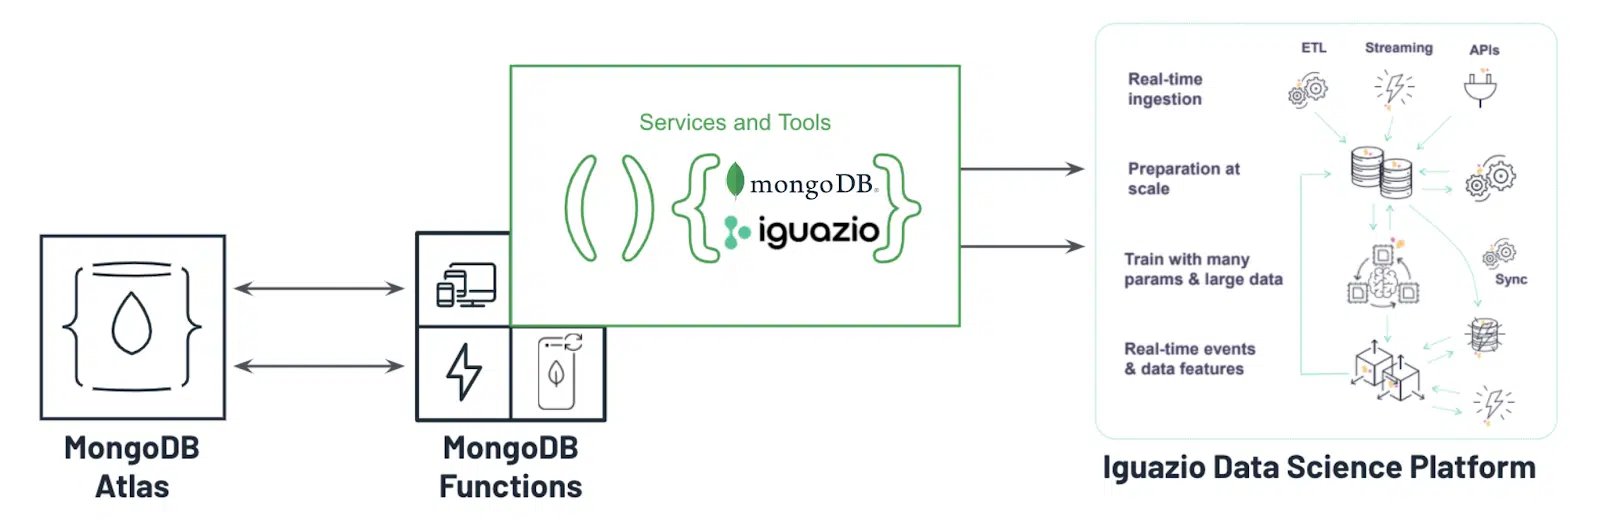 Services and Tools
mongoDB
iguazio
MongoDB
Atlas
MongoDB
Functions
ETL
Streaming
APIs
Real-time
ingestion
Preparation at
scale
Train with many
params & large data
Sync
Real-time events
& data features
Iguazio Data Science Platform